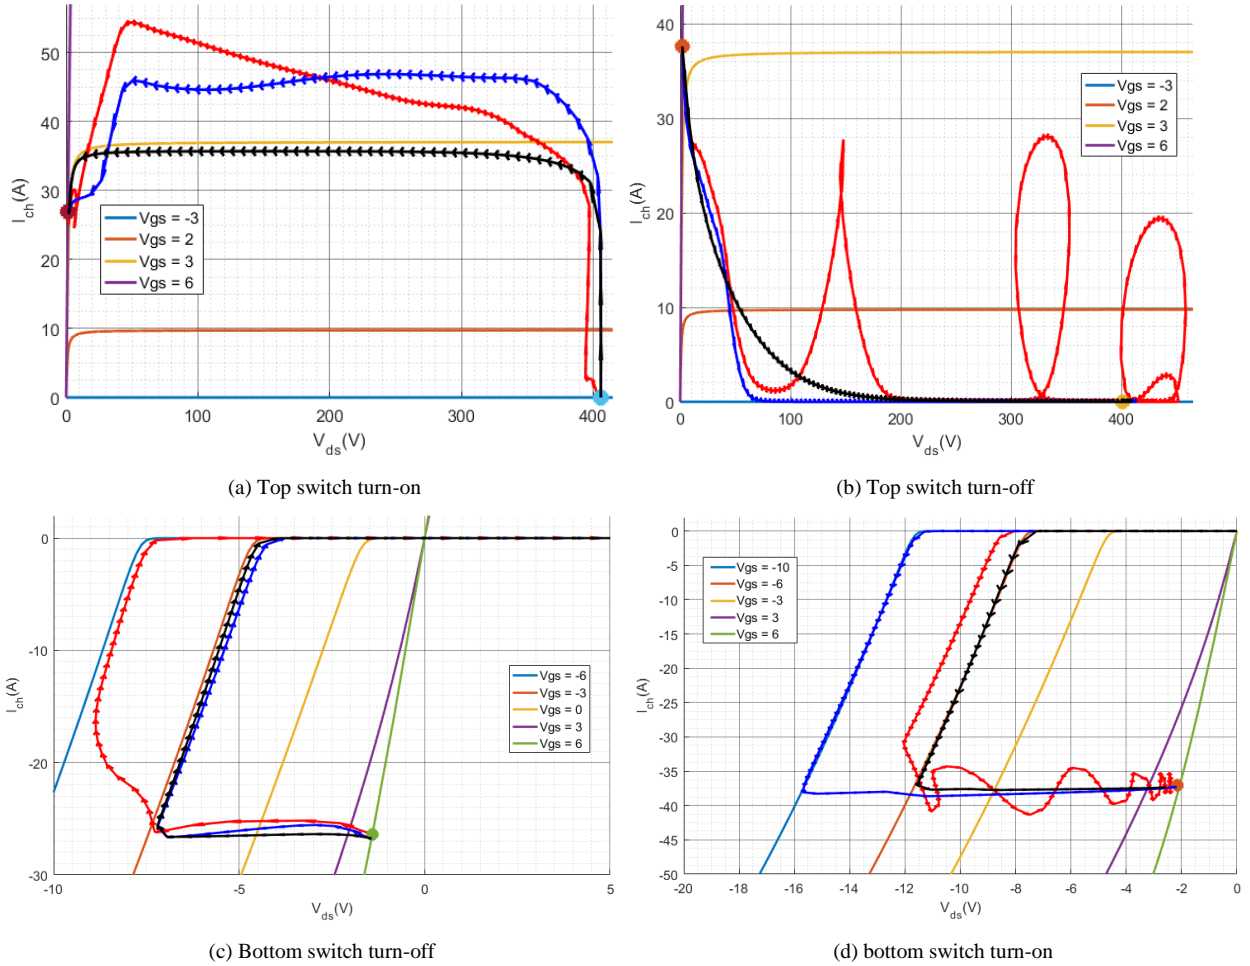 50
40
30
20
10
0
I_ch(A)
Vgs = -3
Vgs = 2
Vgs = 3
Vgs = 6
0
100
200
300
400
V_ds(V)
(a) Top switch turn-on
40
30
20
10
0
I_ch(A)
Vgs = -3
Vgs = 2
Vgs = 3
Vgs = 6
0
100
200
300
400
V_ds(V)
(b) Top switch turn-off
0
-10
-20
-30
I_ch(A)
Vgs = -6
Vgs = -3
Vgs = 0
Vgs = 3
Vgs = 6
-10
-5
0
5
V_ds(V)
(c) Bottom switch turn-off
0
-5
-10
-15
-20
-25
-30
-35
-40
-45
-50
I_ch(A)
Vgs = -10
Vgs = -6
Vgs = -3
Vgs = 3
Vgs = 6
-20
-18
-16
-14
-12
-10
-8
-6
-4
-2
0
V_ds(V)
(d) bottom switch turn-on